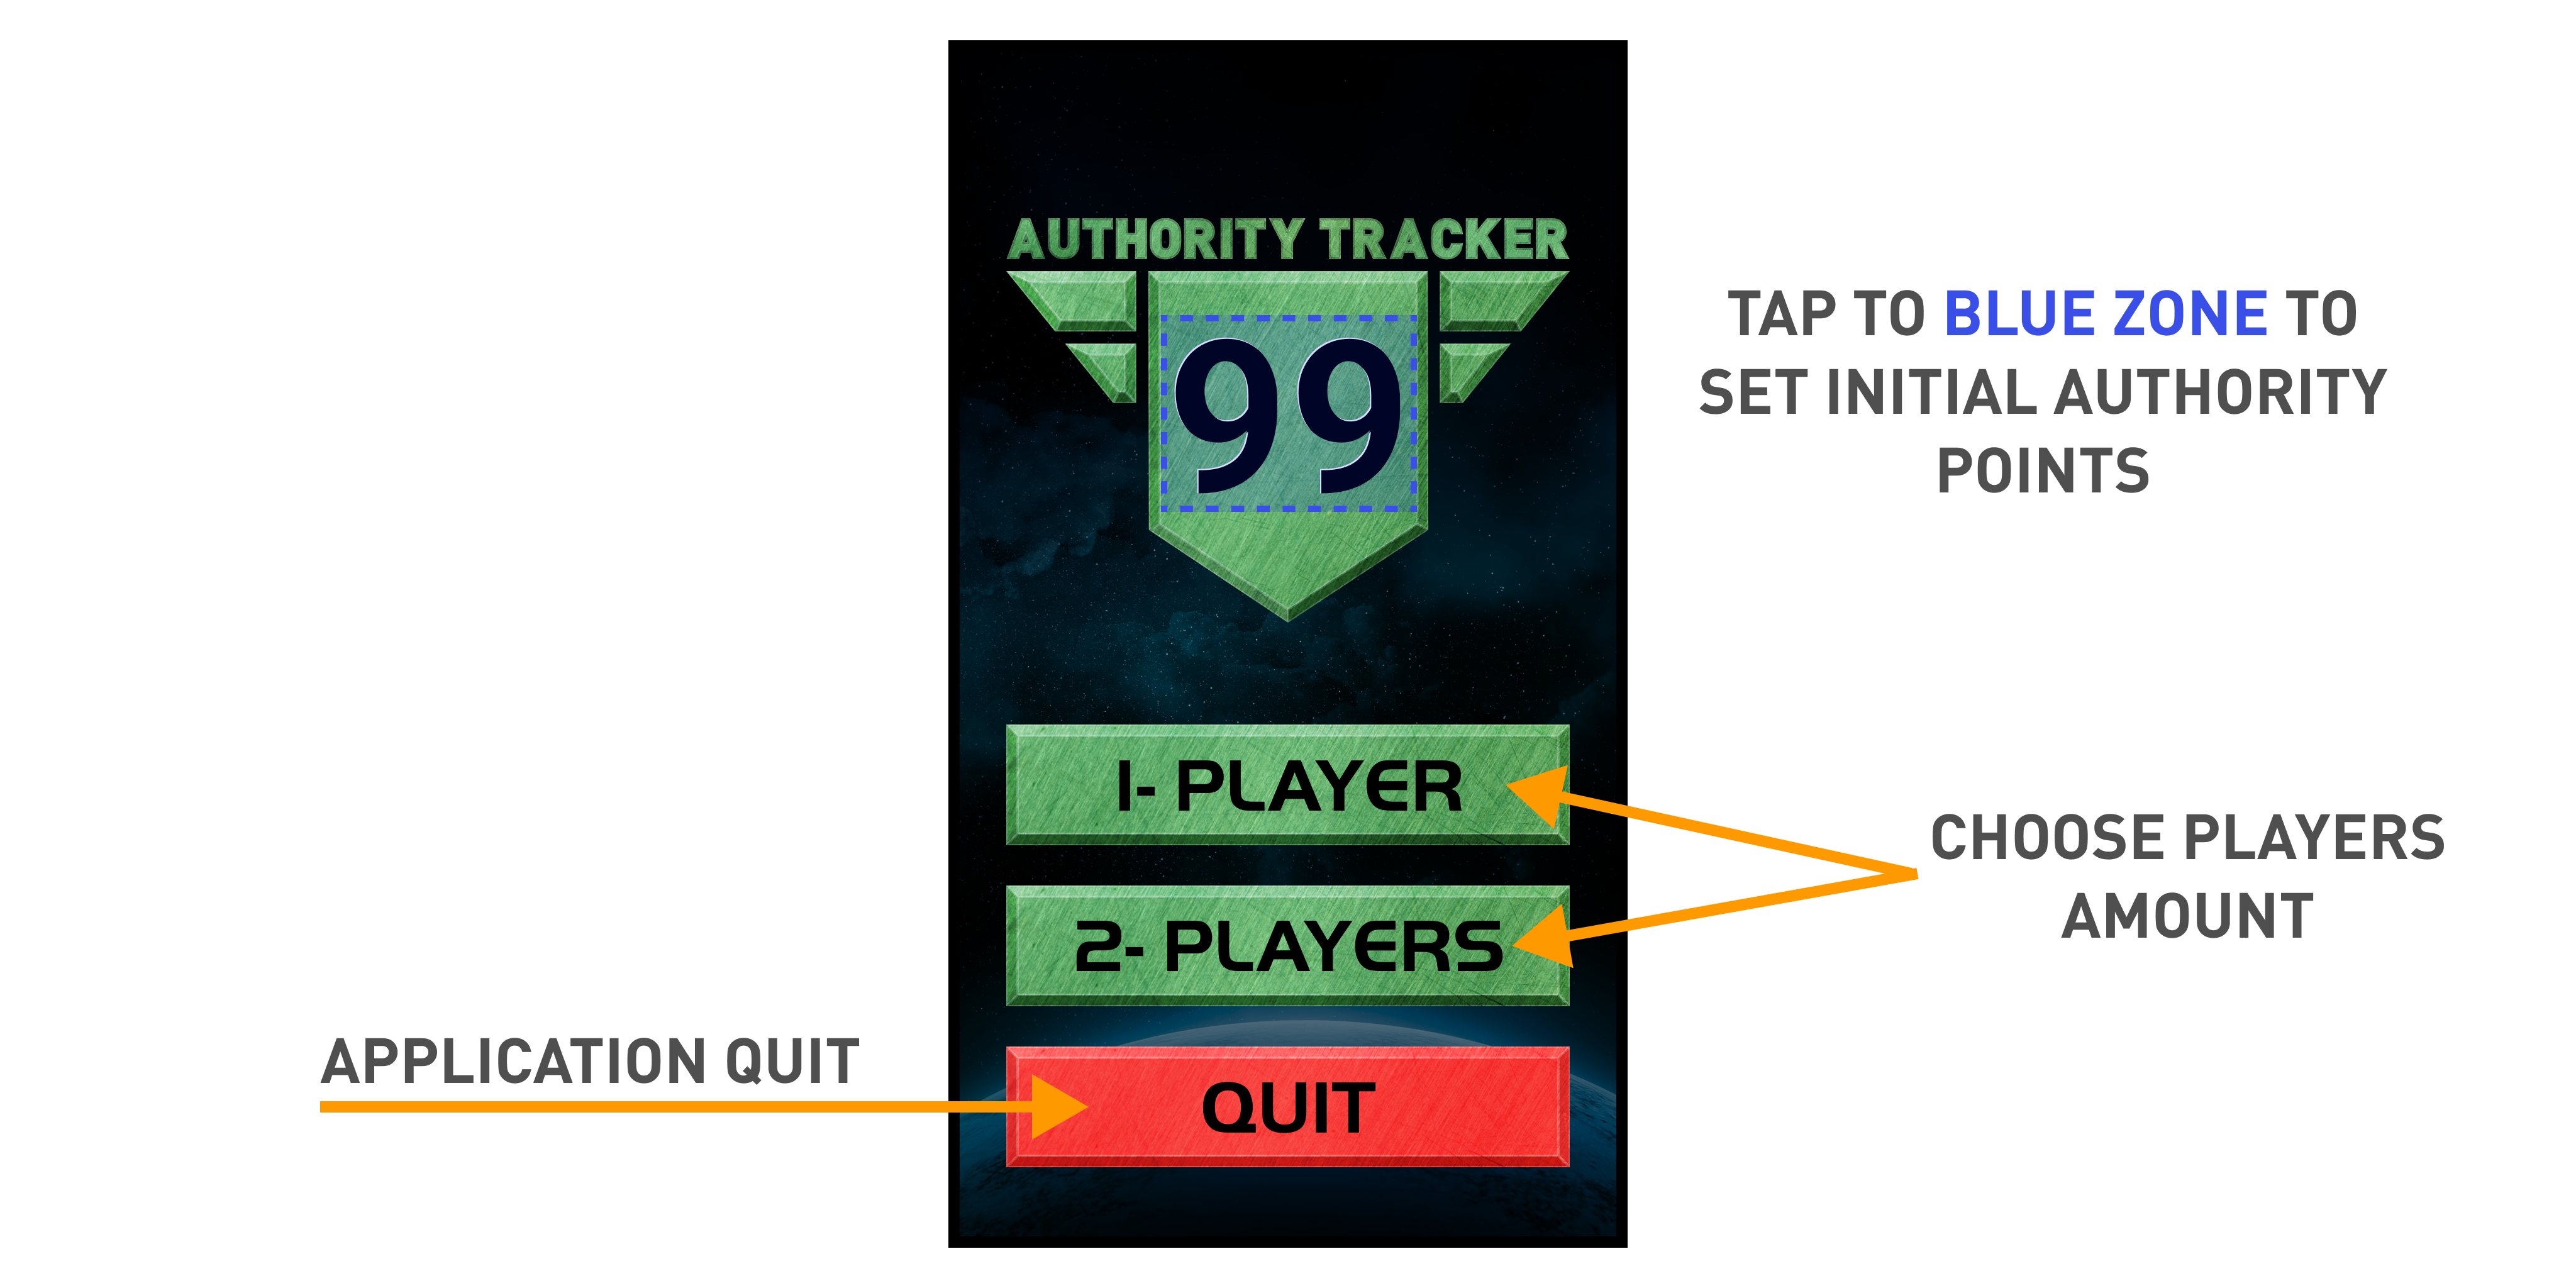 AUTHORITY TRACKER
99
TAP TO BLUE ZONE TO
SET INITIAL AUTHORITY
POINTS
1- PLAYER
2- PLAYERS
CHOOSE PLAYERS
AMOUNT
APPLICATION QUIT
QUIT